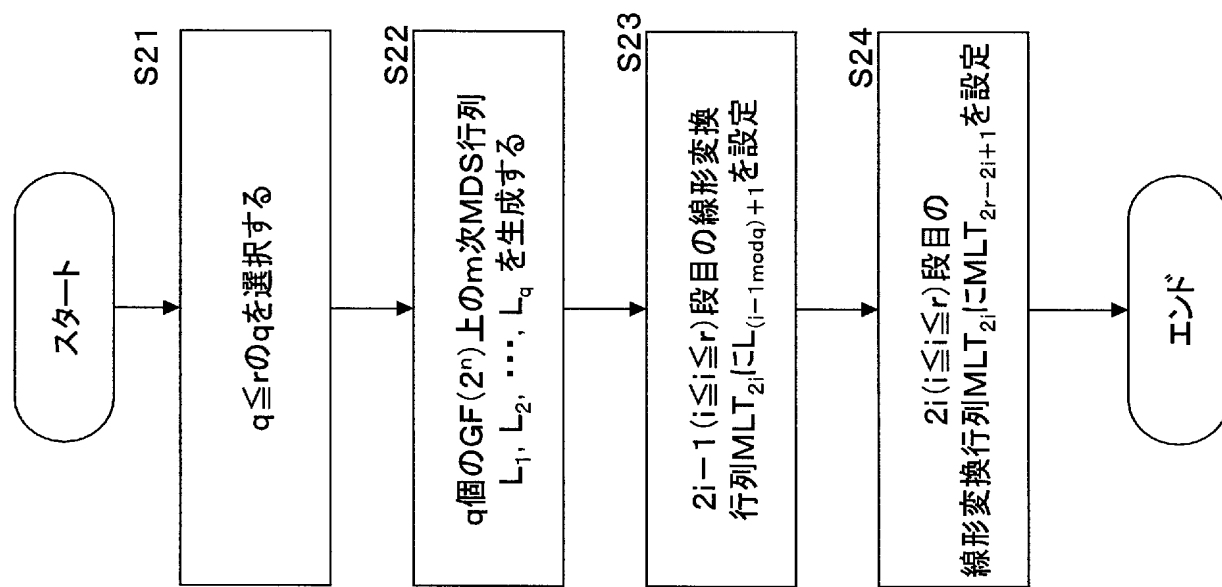 スタート
S21
q≦rのqを選択する
S22
q個のGF(2ⁿ)上のm次MDS行列
L₁, L₂, ･･･, L_q を生成する
S23
2i−1(i≦i≦r)段目の線形変換
行列MLT₂ᵢにL₍ᵢ₋₁modq₎₊₁を設定
S24
2i(i≦i≦r)段目の
線形変換行列MLT₂ᵢにMLT₂ᵣ₋₂ᵢ₊₁を設定
エンド